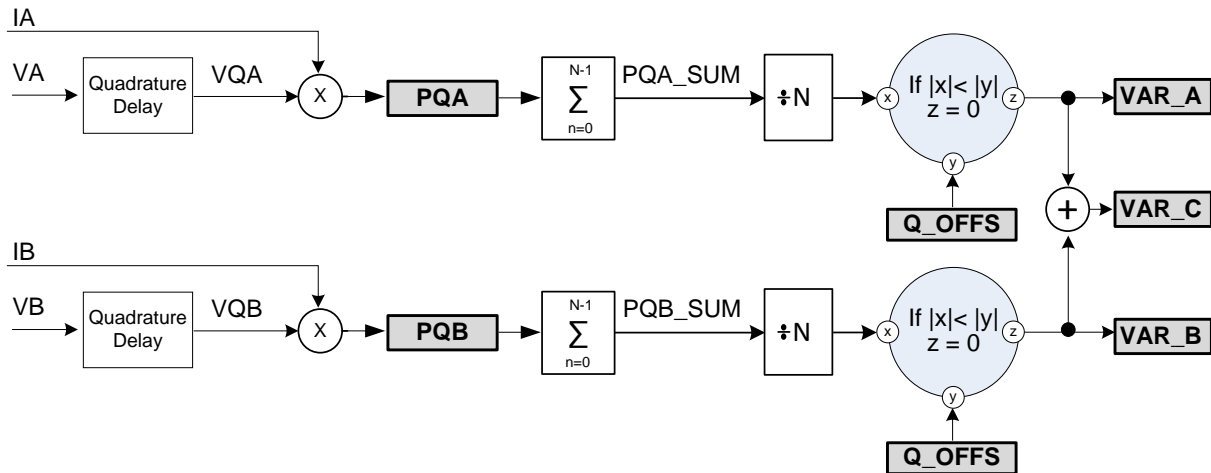 IA
VA
Quadrature
Delay
VQA
X
PQA
N-1
Σ
n=0
PQA_SUM
÷N
x
If |x|< |y|
z = 0
z
y
Q_OFFS
VAR_A
+
VAR_C
IB
VB
Quadrature
Delay
VQB
X
PQB
N-1
Σ
n=0
PQB_SUM
÷N
x
If |x|< |y|
z = 0
z
y
Q_OFFS
VAR_B